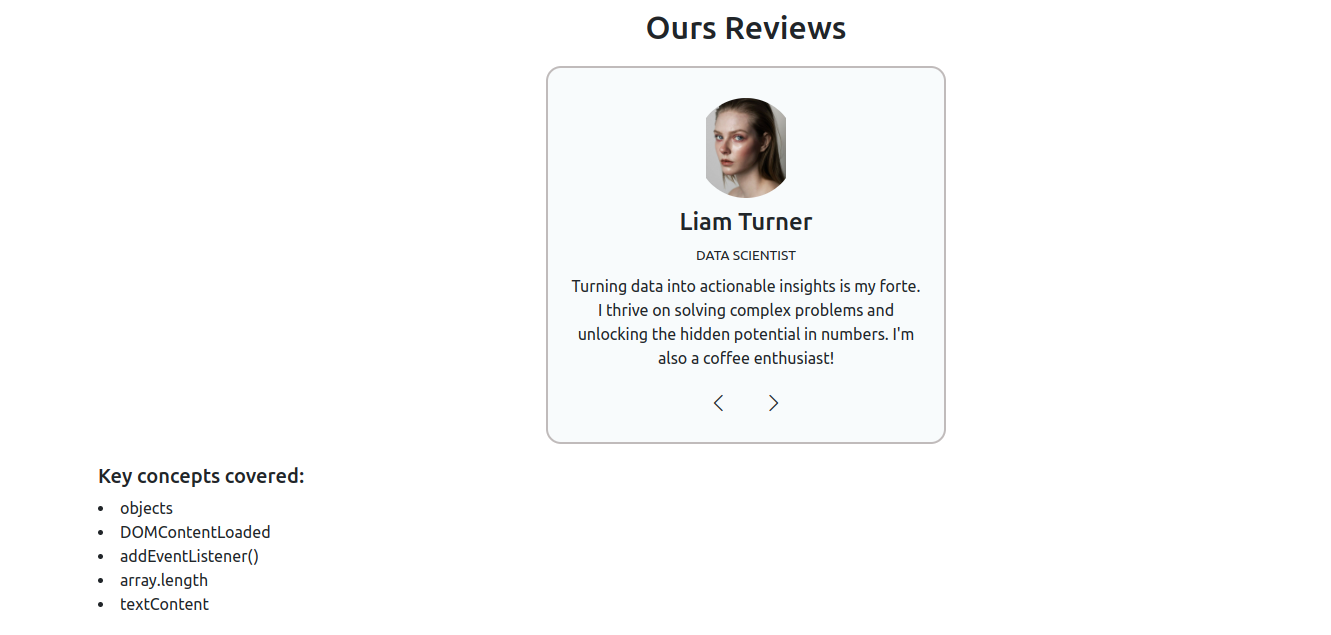 Ours Reviews
Liam Turner
DATA SCIENTIST
Turning data into actionable insights is my forte.
I thrive on solving complex problems and
unlocking the hidden potential in numbers. I'm
also a coffee enthusiast!
Key concepts covered:
• objects
• DOMContentLoaded
• addEventListener()
• array.length
• textContent